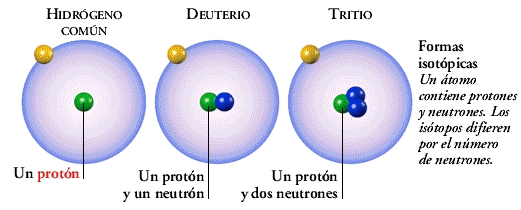 HIDRÓGENO
COMÚN
DEUTERIO
TRITIO
Un protón
Un protón
y un neutrón
Un protón
y dos neutrones
Formas
isotópicas
Un átomo
contiene protones
y neutrones. Los
isótopos difieren
por el número
de neutrones.